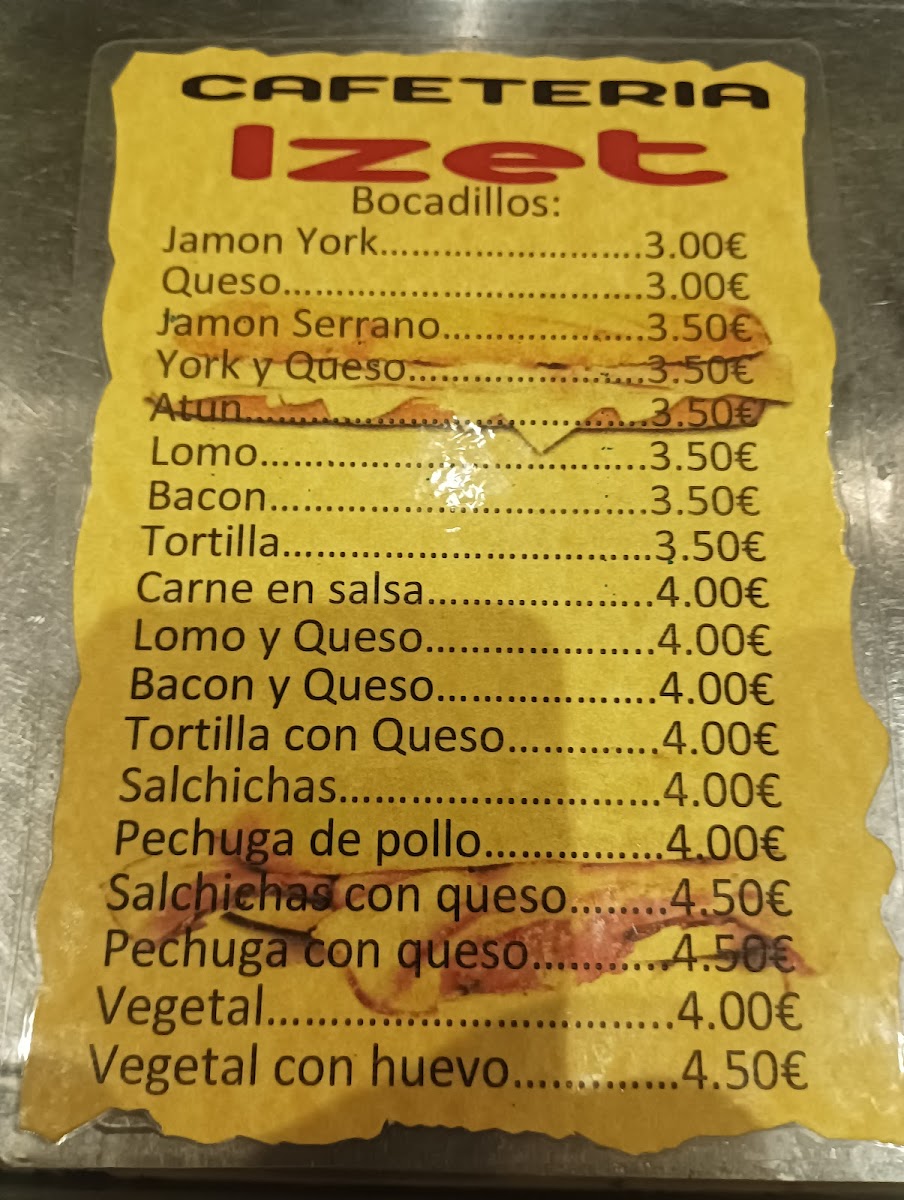 CAFETERIA
Izet
Bocadillos:
Jamon York............................3.00€
Queso.......................................3.00€
Jamon Serrano......................3.50€
York y Queso.........................3.50€
Atun...........................................3.50€
Lomo.........................................3.50€
Bacon........................................3.50€
Tortilla.......................................3.50€
Carne en salsa.......................4.00€
Lomo y Queso.......................4.00€
Bacon y Queso......................4.00€
Tortilla con Queso...............4.00€
Salchichas................................4.00€
Pechuga de pollo.................4.00€
Salchichas con queso.........4.50€
Pechuga con queso.............4.50€
Vegetal......................................4.00€
Vegetal con huevo...............4.50€